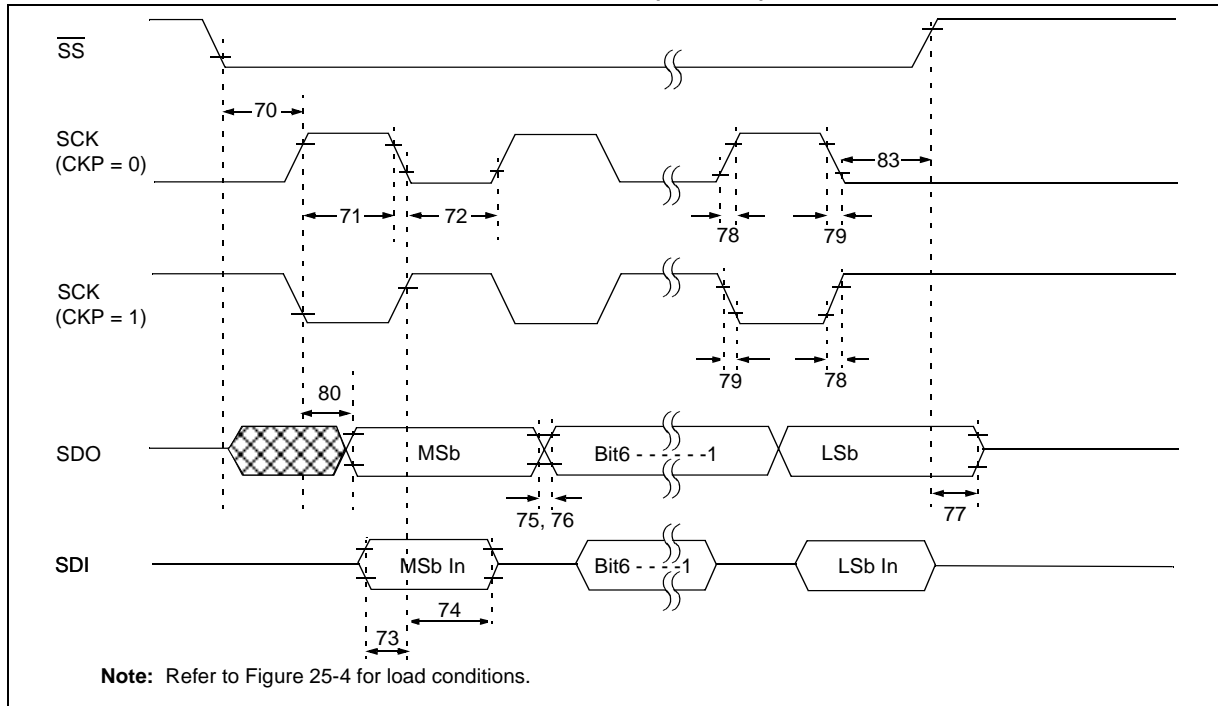 SS
70
SCK
(CKP = 0)
83
71
72
78
79
SCK
(CKP = 1)
79
78
80
SDO
MSb
Bit6 - - - - - -1
LSb
75, 76
77
SDI
MSb In
Bit6 - - - -1
LSb In
74
73
Note: Refer to Figure 25-4 for load conditions.